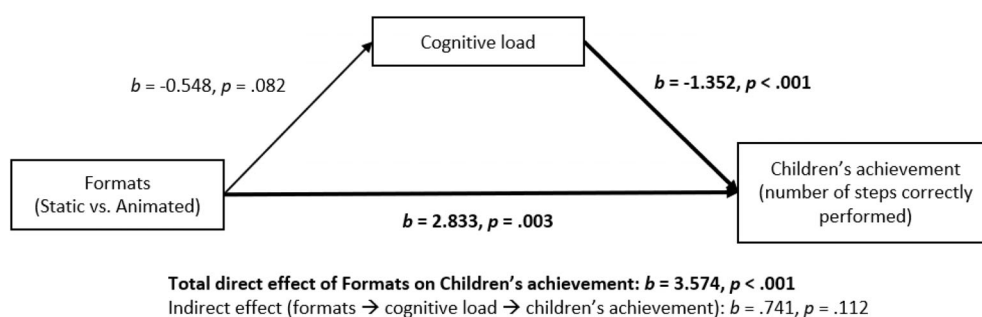 Cognitive load
b = -0.548, p = .082
b = -1.352, p < .001
Formats
(Static vs. Animated)
Children's achievement
(number of steps correctly
performed)
b = 2.833, p = .003
Total direct effect of Formats on Children's achievement: b = 3.574, p < .001
Indirect effect (formats → cognitive load → children's achievement): b = .741, p = .112